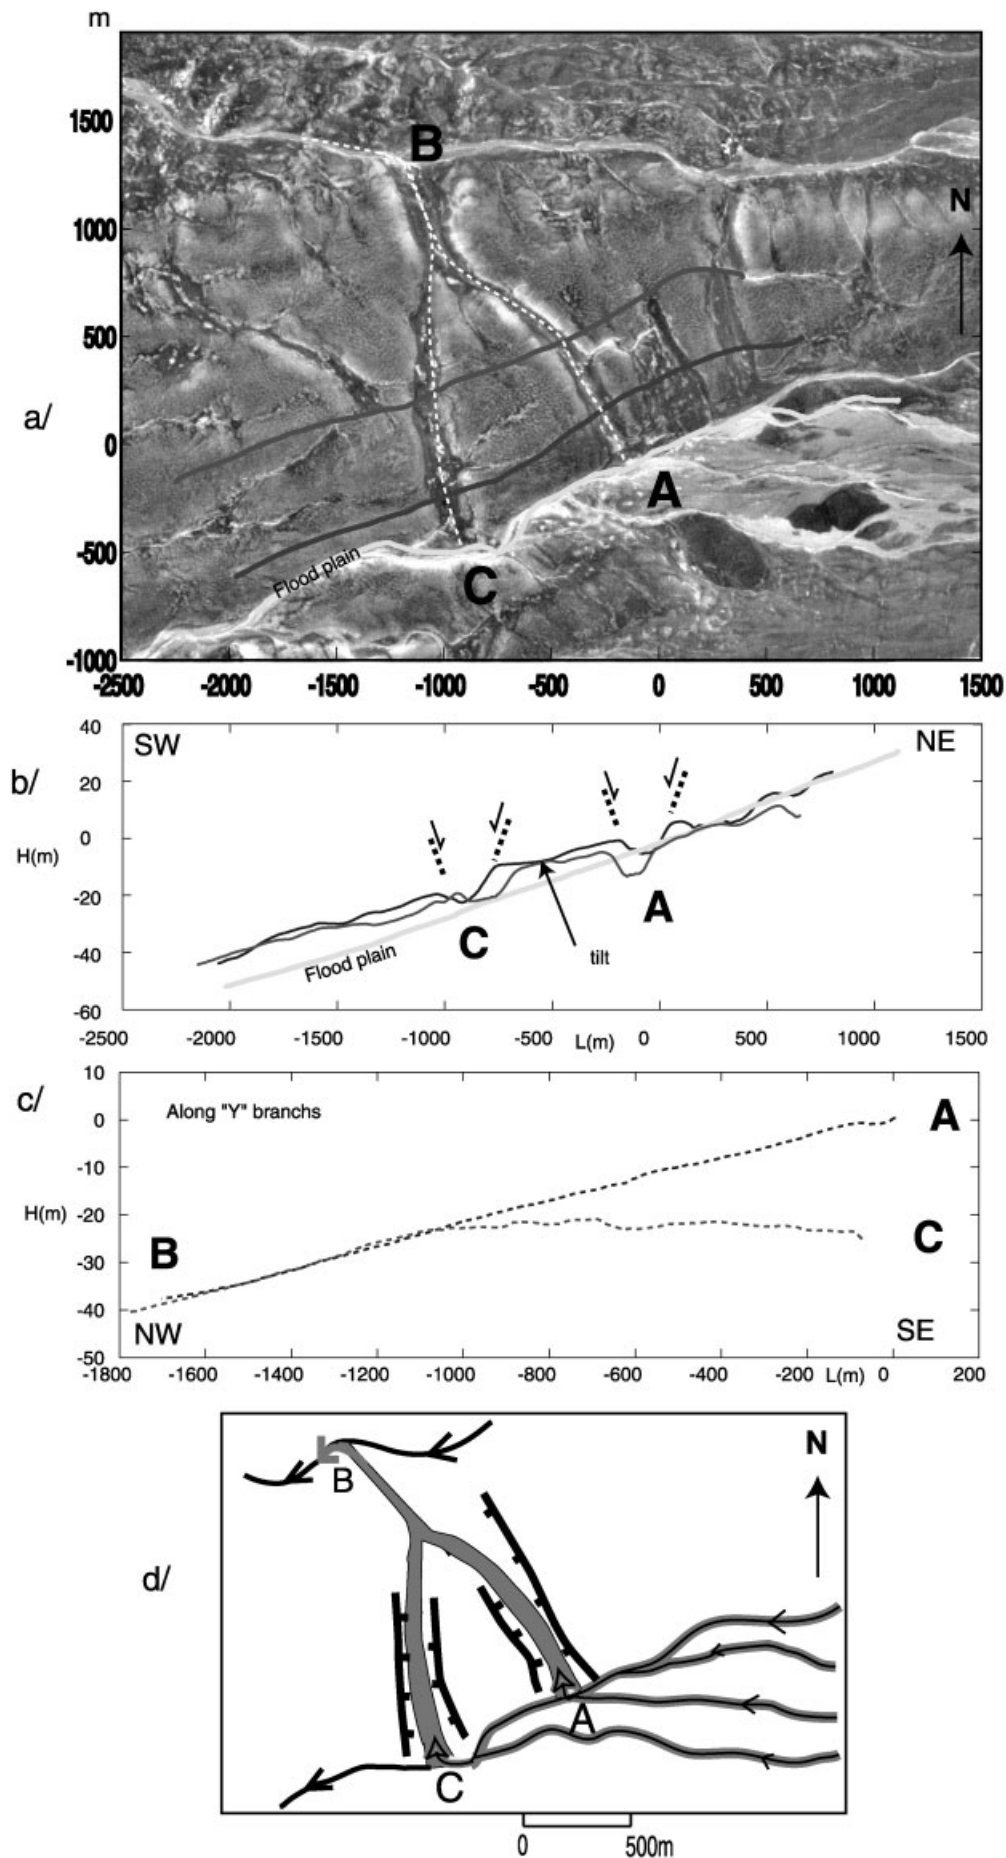 m
1500
1000
500
0
-500
-1000
a/
B
N
A
C
Flood plain
-2500 -2000 -1500 -1000 -500 0 500 1000 1500
b/
40
20
0
-20
-40
-60
H(m)
SW
NE
C
A
tilt
Flood plain
-2500 -2000 -1500 -1000 -500 L(m) 0 500 1000 1500
c/
10
0
-10
-20
-30
-40
-50
H(m)
Along "Y" branchs
A
B
C
NW
SE
-1800 -1600 -1400 -1200 -1000 -800 -600 -400 -200 L(m) 0 200
d/
B
N
A
C
0 500m